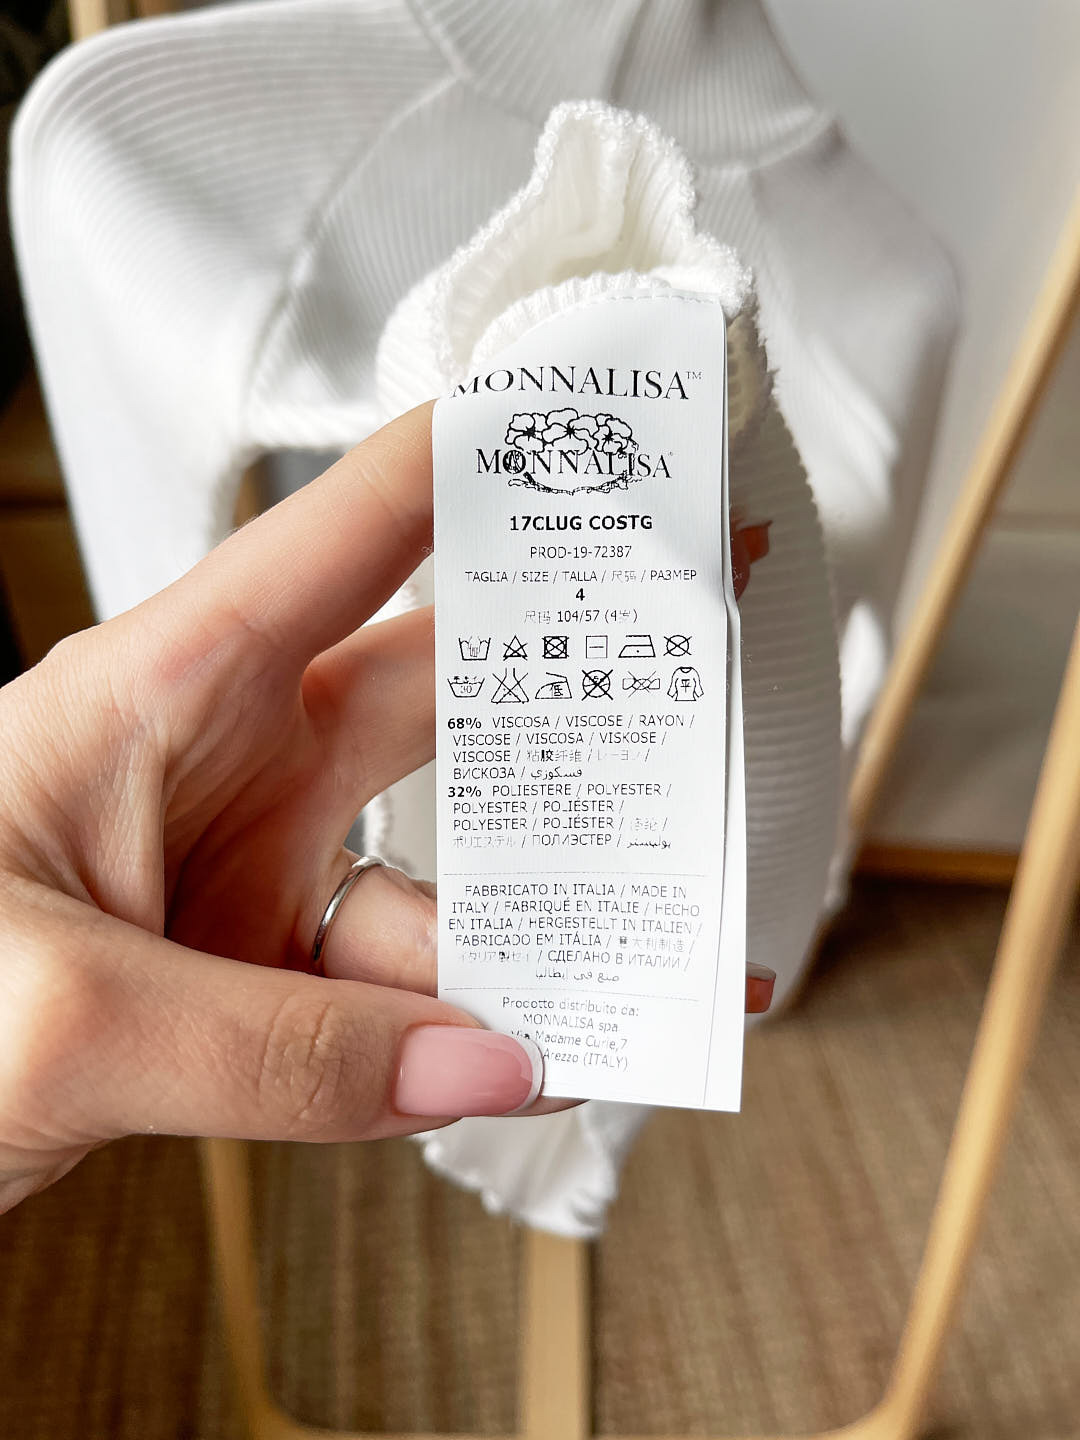 MONNALISA™
MONNALISA®
17CLUG COSTG
PROD-19-72387
TAGLIA / SIZE / TALLA / 尺码 / РАЗМЕР
4
尺码 104/57 (4岁)
30
低
平
68% VISCOSA / VISCOSE / RAYON /
VISCOSE / VISCOSA / VISKOSE /
VISCOSE / 粘胶纤维 / レーヨン /
ВИСКОЗА / فسكوزي
32% POLIESTERE / POLYESTER /
POLYESTER / POLIÉSTER /
POLYESTER / POLIÉSTER / /
ポリエステル / ПОЛИЭСТЕР / بوليستر
FABBRICATO IN ITALIA / MADE IN
ITALY / FABRIQUÉ EN ITALIE / HECHO
EN ITALIA / HERGESTELLT IN ITALIEN /
FABRICADO EM ITÁLIA / 意大利制造 /
イタリア製 / СДЕЛАНО В ИТАЛИИ /
صنع في إيطاليا
Prodotto distribuito da:
MONNALISA spa
Via Madame Curie,7
Arezzo (ITALY)